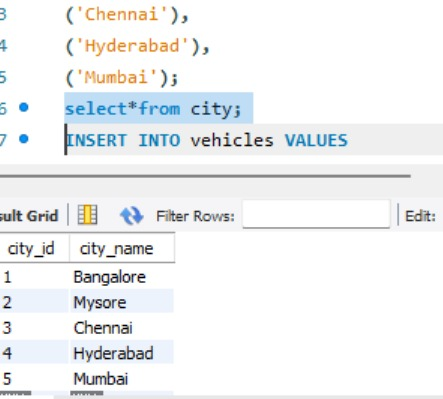 3 ('Chennai'),
4 ('Hyderabad'),
5 ('Mumbai');
6 select*from city;
7 INSERT INTO vehicles VALUES
sult Grid Filter Rows: Edit:
city_id city_name
1 Bangalore
2 Mysore
3 Chennai
4 Hyderabad
5 Mumbai